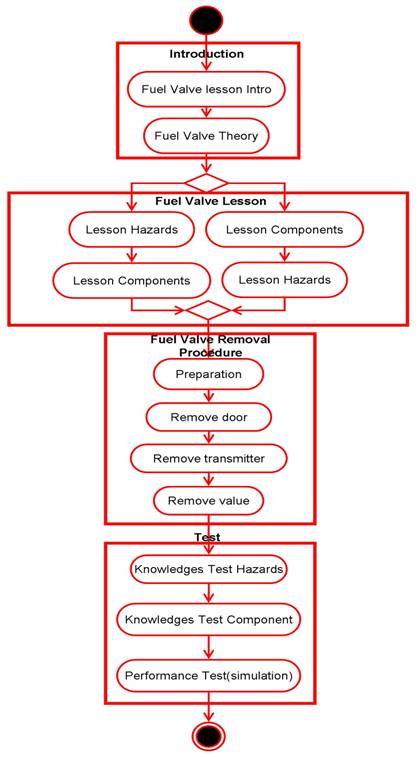 Introduction
Fuel Valve lesson Intro
Fuel Valve Theory
Fuel Valve Lesson
Lesson Hazards
Lesson Components
Lesson Components
Lesson Hazards
Fuel Valve Removal
Procedure
Preparation
Remove door
Remove transmitter
Remove value
Test
Knowledges Test Hazards
Knowledges Test Component
Performance Test(simulation)